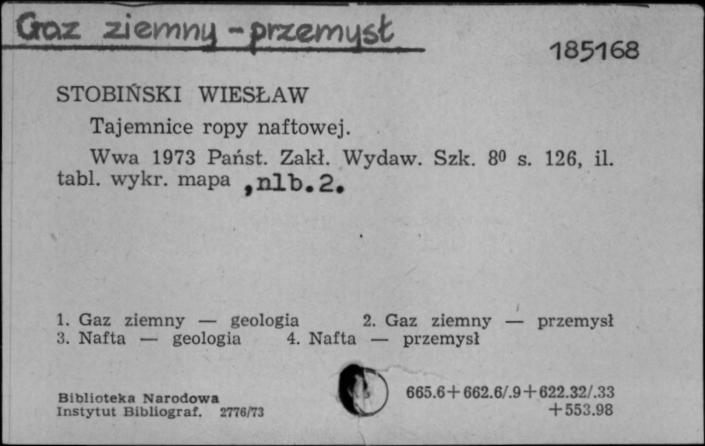 Gaz ziemny - przemysł
185168
STOBIŃSKI WIESŁAW
Tajemnice ropy naftowej.
Wwa 1973 Państ. Zakł. Wydaw. Szk. 8⁰ s. 126, il.
tabl. wykr. mapa ,nlb.2.
1. Gaz ziemny — geologia 2. Gaz ziemny — przemysł
3. Nafta — geologia 4. Nafta — przemysł
Biblioteka Narodowa
Instytut Bibliograf. 2776/73
665.6+662.6/.9+622.32/.33
+553.98